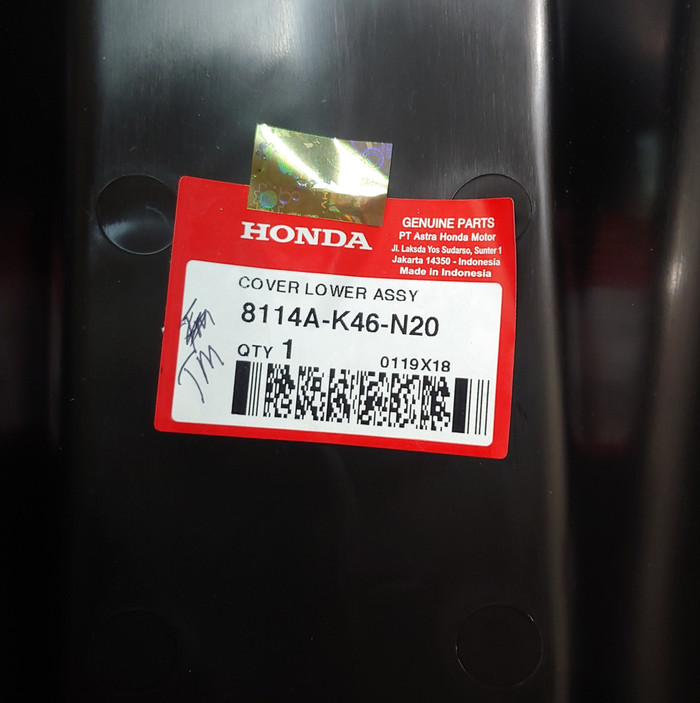 HONDA
GENUINE PARTS
PT Astra Honda Motor
Jl. Laksda Yos Sudarso, Sunter 1
Jakarta 14350 - Indonesia
Made in Indonesia
COVER LOWER ASSY
8114A-K46-N20
QTY 1
0119X18
JM